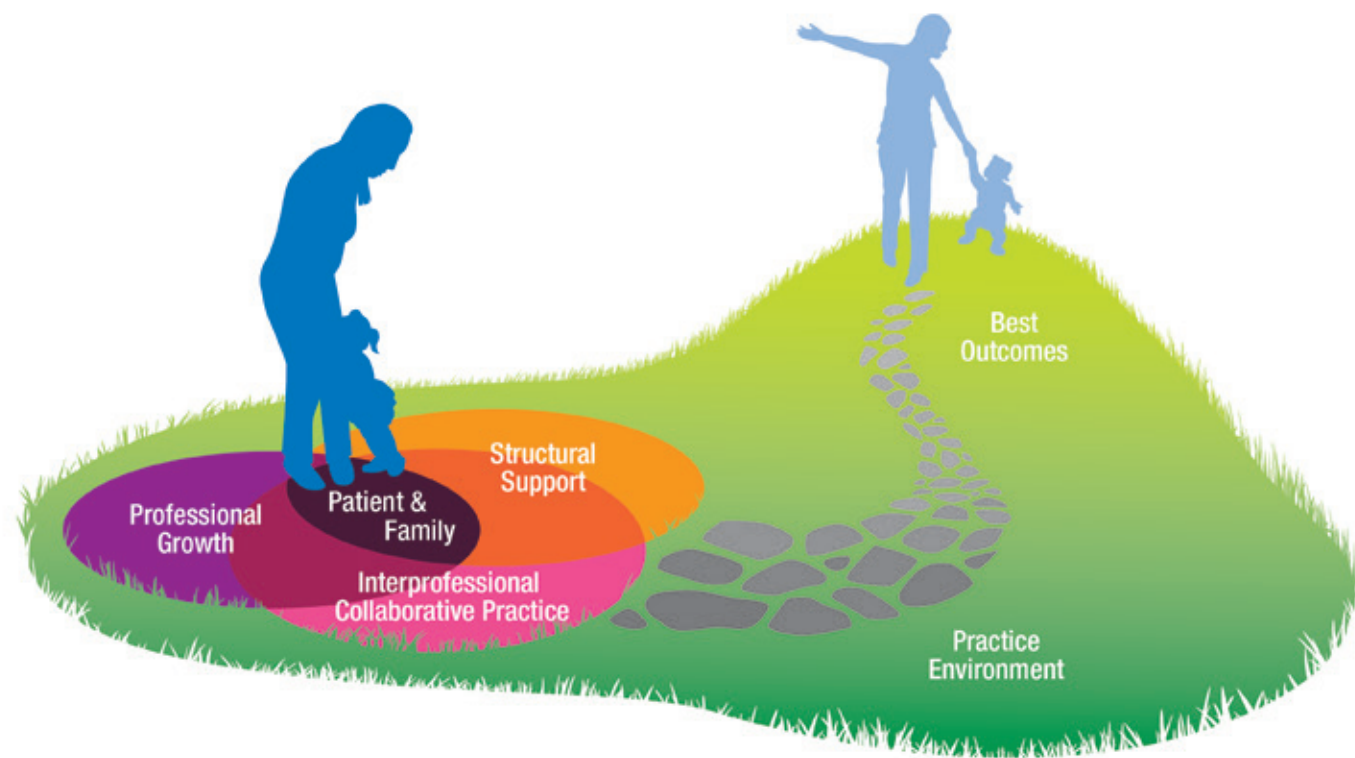 Best
Outcomes
Structural
Support
Patient &
Family
Professional
Growth
Interprofessional
Collaborative Practice
Practice
Environment